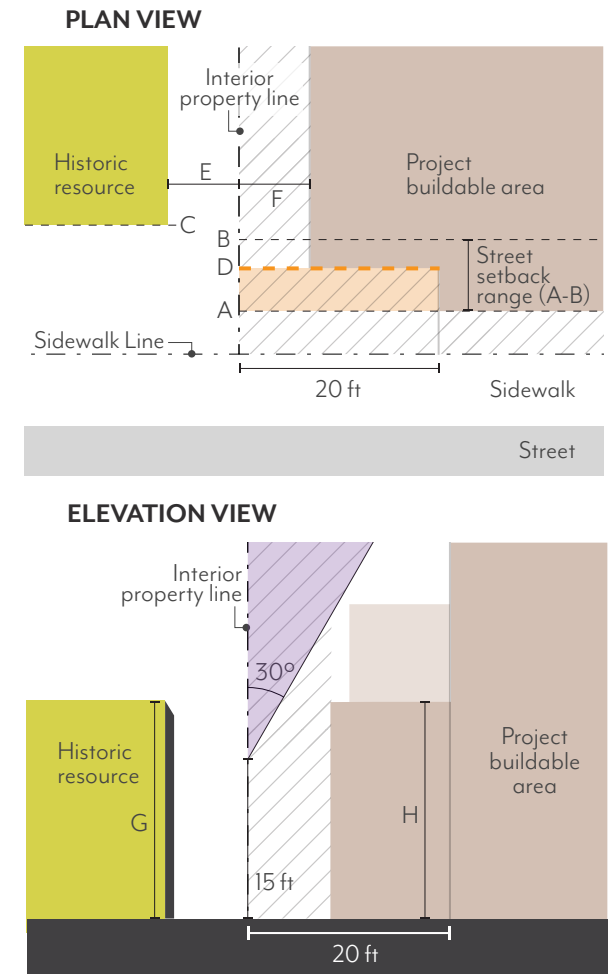 PLAN VIEW
Interior
property line
Historic
resource
Project
buildable area
E
F
C
B
D
A
Street
setback
range (A-B)
Sidewalk Line
20 ft
Sidewalk
Street
ELEVATION VIEW
Interior
property line
30°
Historic
resource
Project
buildable
area
G
H
15 ft
20 ft